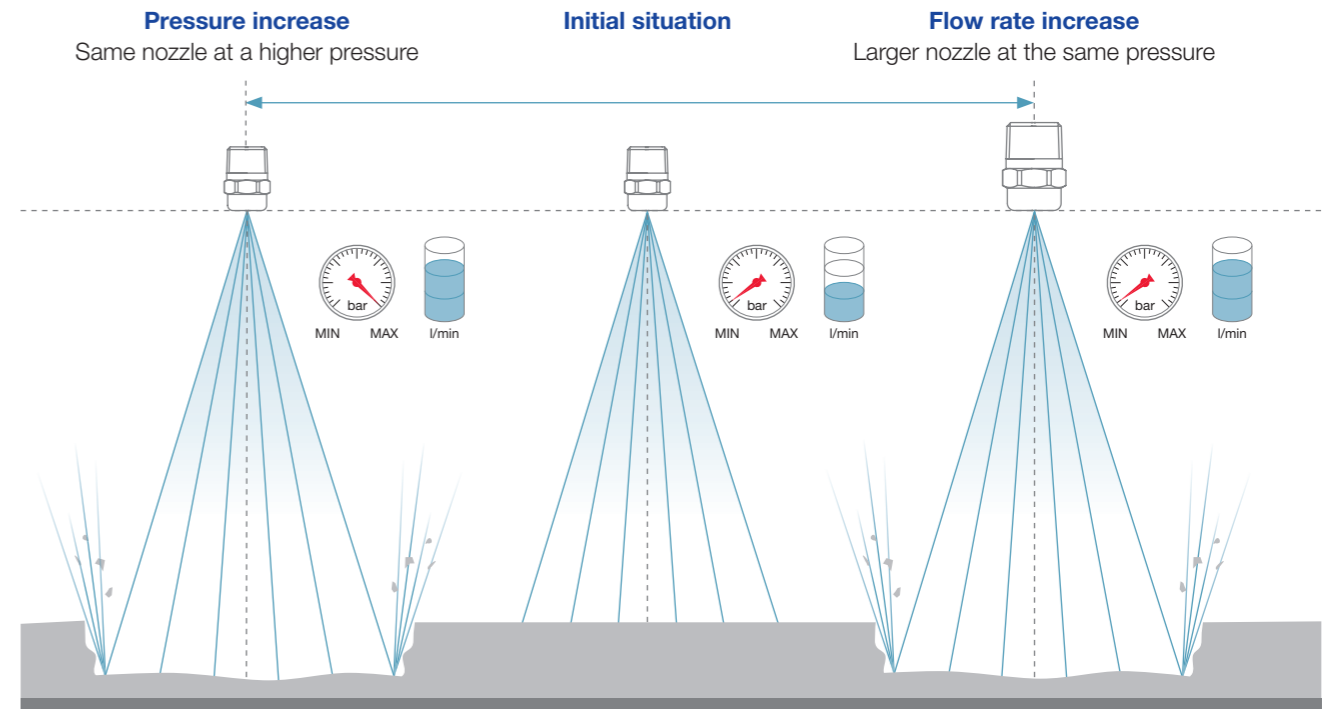 Pressure increase
Same nozzle at a higher pressure
Initial situation
Flow rate increase
Larger nozzle at the same pressure
bar
MIN MAX l/min
bar
MIN MAX l/min
bar
MIN MAX l/min